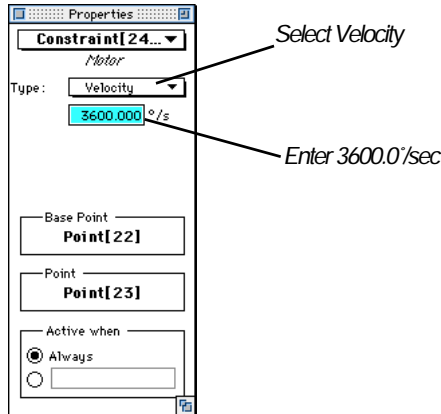 Properties
Constraint[24...
Motor
Type: Velocity
3600.000 °/s
Base Point
Point[22]
Point
Point[23]
Active when
Always
Select Velocity
Enter 3600.0°/sec